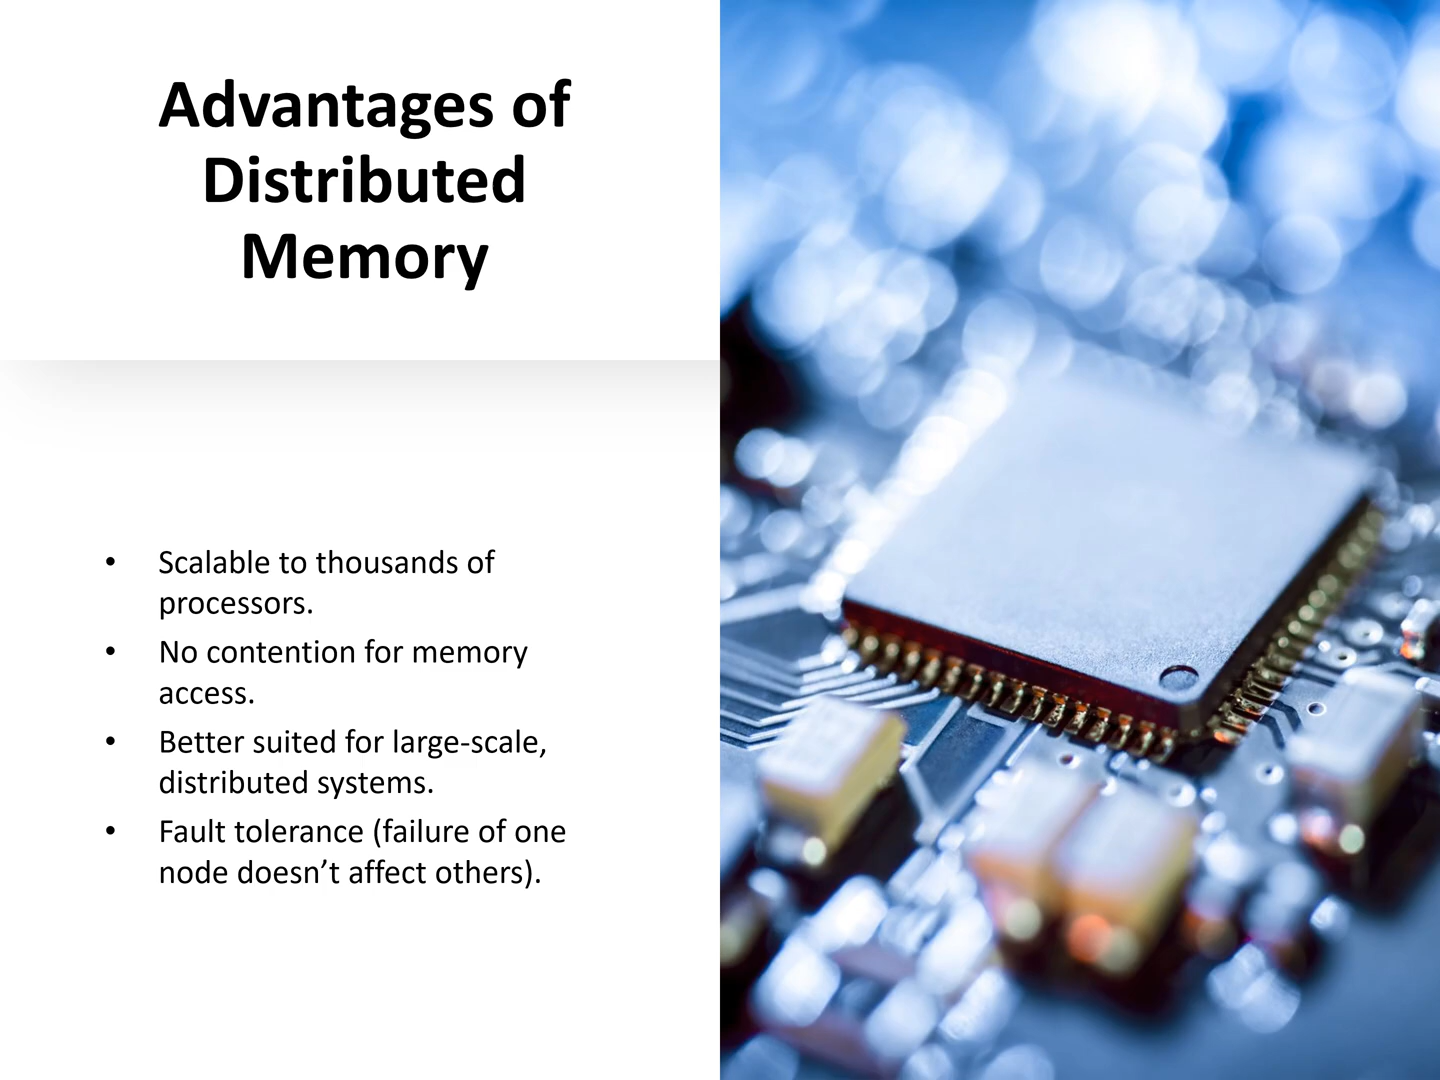 Advantages of
Distributed
Memory
• Scalable to thousands of
processors.
• No contention for memory
access.
• Better suited for large-scale,
distributed systems.
• Fault tolerance (failure of one
node doesn’t affect others).